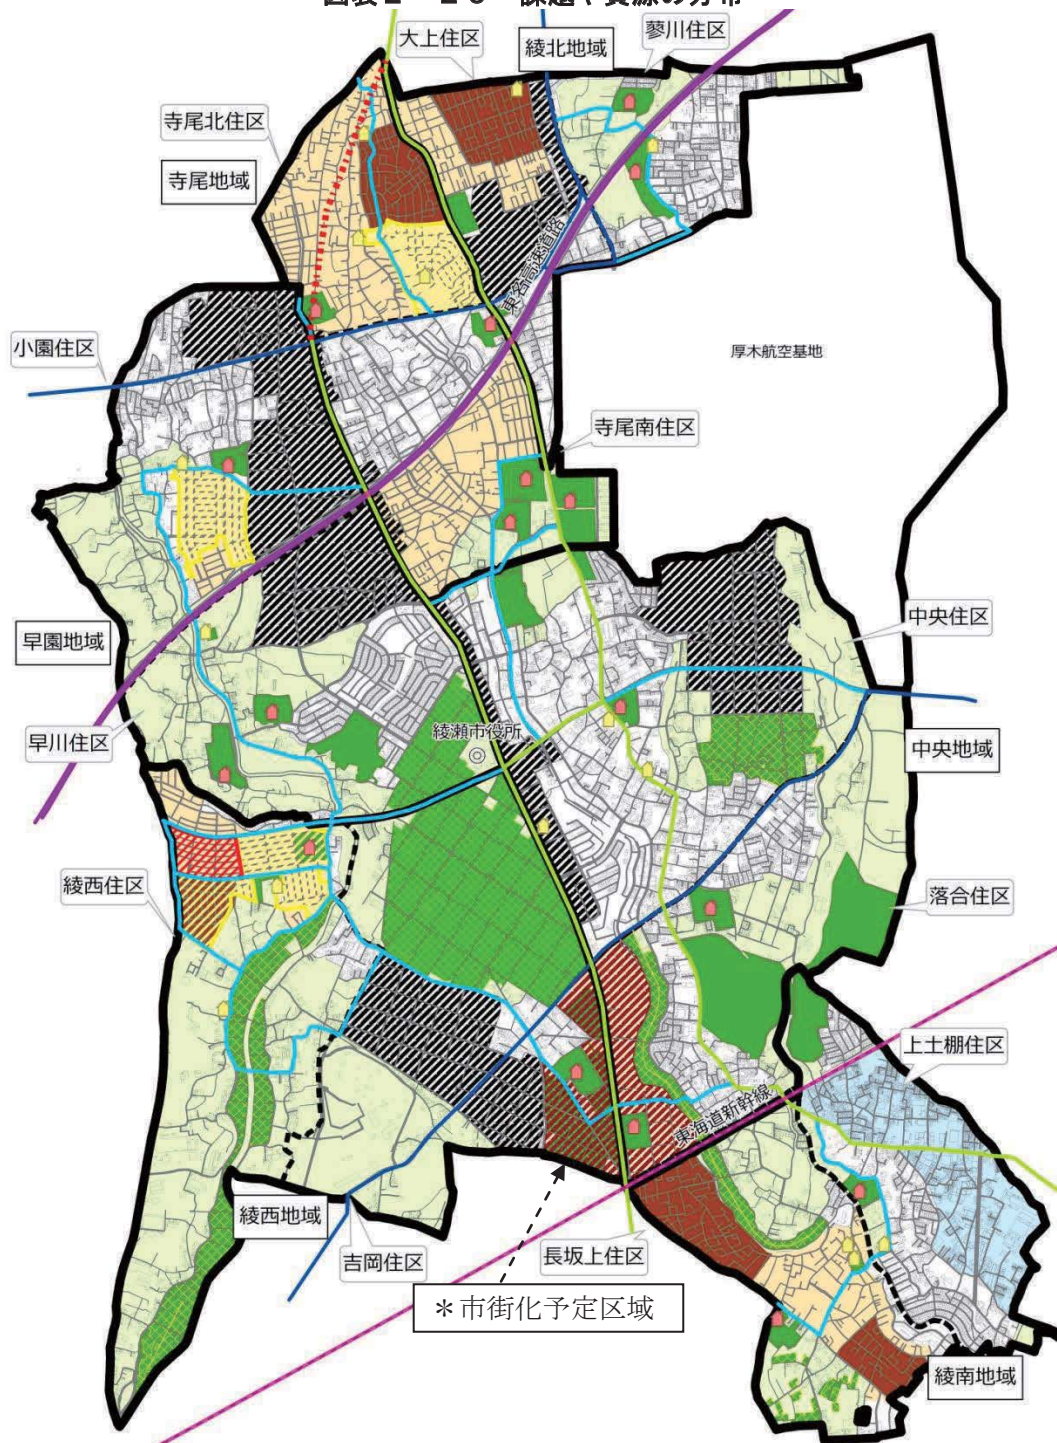 大上住区
綾北地域
蓼川住区
寺尾北住区
寺尾地域
東名高速道路
小園住区
厚木航空基地
寺尾南住区
中央住区
早園地域
早川住区
綾瀬市役所
中央地域
綾西住区
落合住区
上土棚住区
東海道新幹線
綾西地域
吉岡住区
長坂上住区
＊市街化予定区域
綾南地域